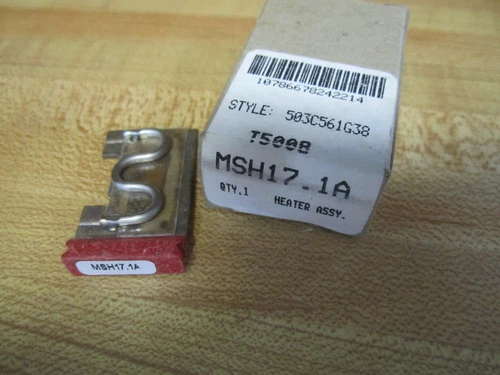 10786678242214
STYLE: 503C561G38
T5008
MSH17.1A
QTY.1 HEATER ASSY.
MSH17.1A